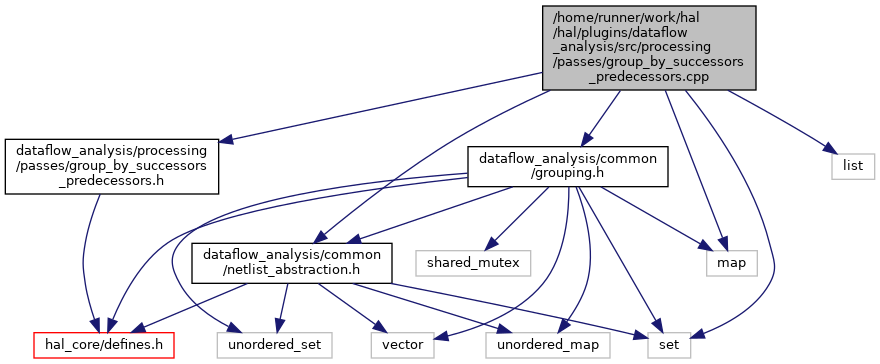 /home/runner/work/hal
/hal/plugins/dataflow
_analysis/src/processing
/passes/group_by_successors
_predecessors.cpp
dataflow_analysis/processing
/passes/group_by_successors
_predecessors.h
dataflow_analysis/common
/grouping.h
list
dataflow_analysis/common
/netlist_abstraction.h
shared_mutex
map
hal_core/defines.h
unordered_set
vector
unordered_map
set